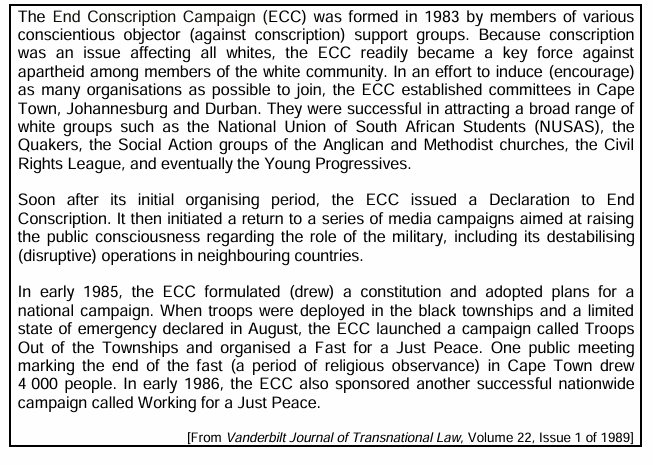 The End Conscription Campaign (ECC) was formed in 1983 by members of various
conscientious objector (against conscription) support groups. Because conscription
was an issue affecting all whites, the ECC readily became a key force against
apartheid among members of the white community. In an effort to induce (encourage)
as many organisations as possible to join, the ECC established committees in Cape
Town, Johannesburg and Durban. They were successful in attracting a broad range of
white groups such as the National Union of South African Students (NUSAS), the
Quakers, the Social Action groups of the Anglican and Methodist churches, the Civil
Rights League, and eventually the Young Progressives.
Soon after its initial organising period, the ECC issued a Declaration to End
Conscription. It then initiated a return to a series of media campaigns aimed at raising
the public consciousness regarding the role of the military, including its destabilising
(disruptive) operations in neighbouring countries.
In early 1985, the ECC formulated (drew) a constitution and adopted plans for a
national campaign. When troops were deployed in the black townships and a limited
state of emergency declared in August, the ECC launched a campaign called Troops
Out of the Townships and organised a Fast for a Just Peace. One public meeting
marking the end of the fast (a period of religious observance) in Cape Town drew
4 000 people. In early 1986, the ECC also sponsored another successful nationwide
campaign called Working for a Just Peace.
[From Vanderbilt Journal of Transnational Law, Volume 22, Issue 1 of 1989]